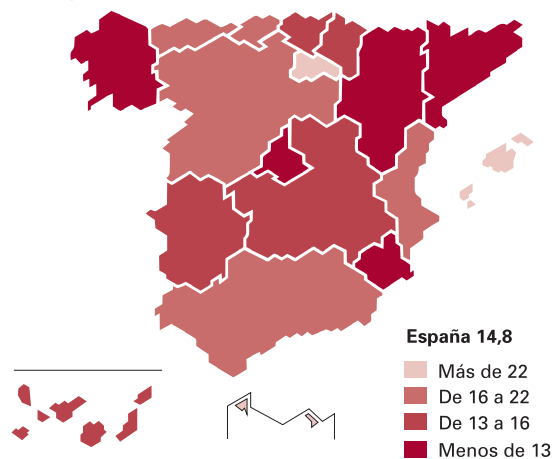 España 14,8
Más de 22
De 16 a 22
De 13 a 16
Menos de 13